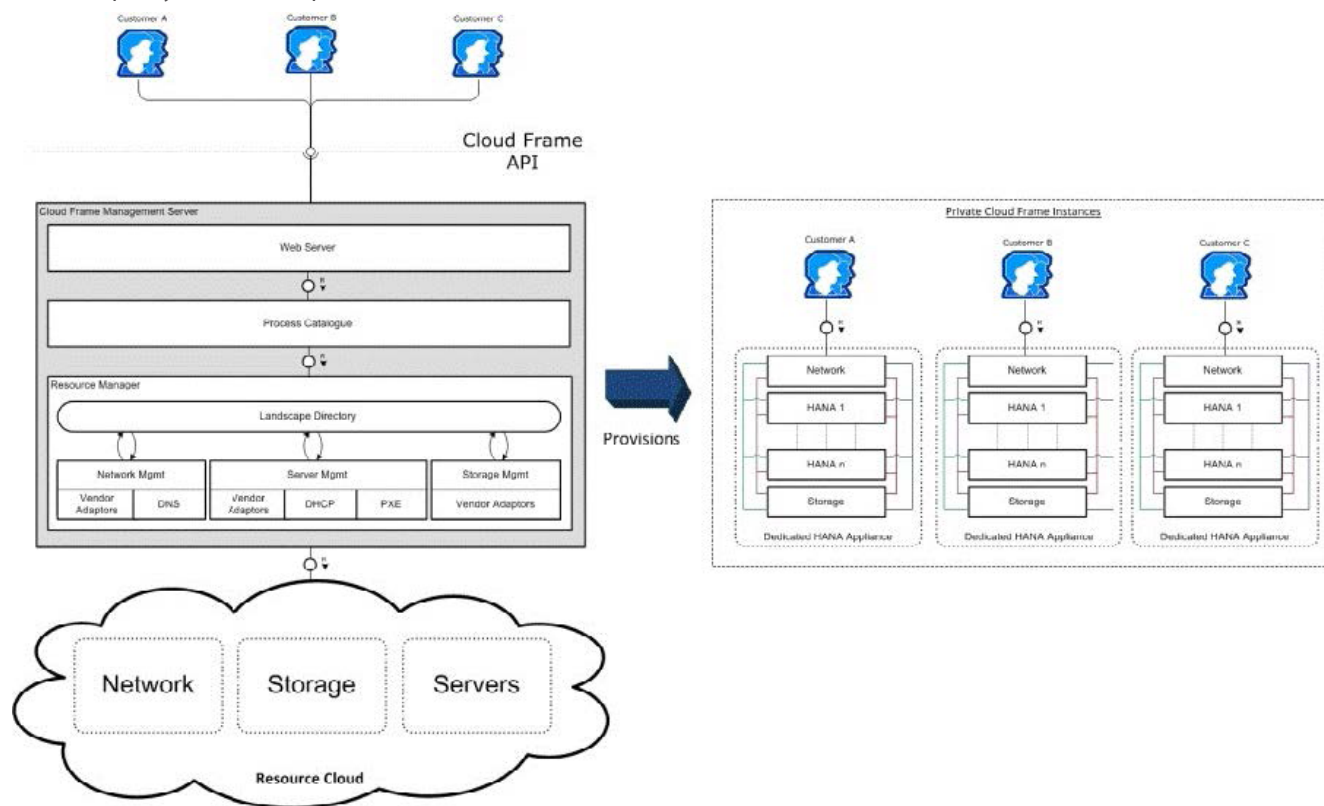 Customer A
Customer B
Customer C
Cloud Frame
API
Cloud Frame Management Server
Web Server
R
Process Catalogue
R
Resource Manager
Landscape Directory
Network Mgmt
Server Mgmt
Storage Mgmt
Vendor
Adaptors
DNS
Vendor
Adaptors
DHCP
PXE
Vendor Adaptors
R
Network
Storage
Servers
Resource Cloud
Provisions
Private Cloud Frame Instances
Customer A
Customer B
Customer C
R
R
R
Network
Network
Network
HANA 1
HANA 1
HANA 1
HANA n
HANA n
HANA n
Storage
Storage
Storage
Dedicated HANA Appliance
Dedicated HANA Appliance
Dedicated HANA Appliance